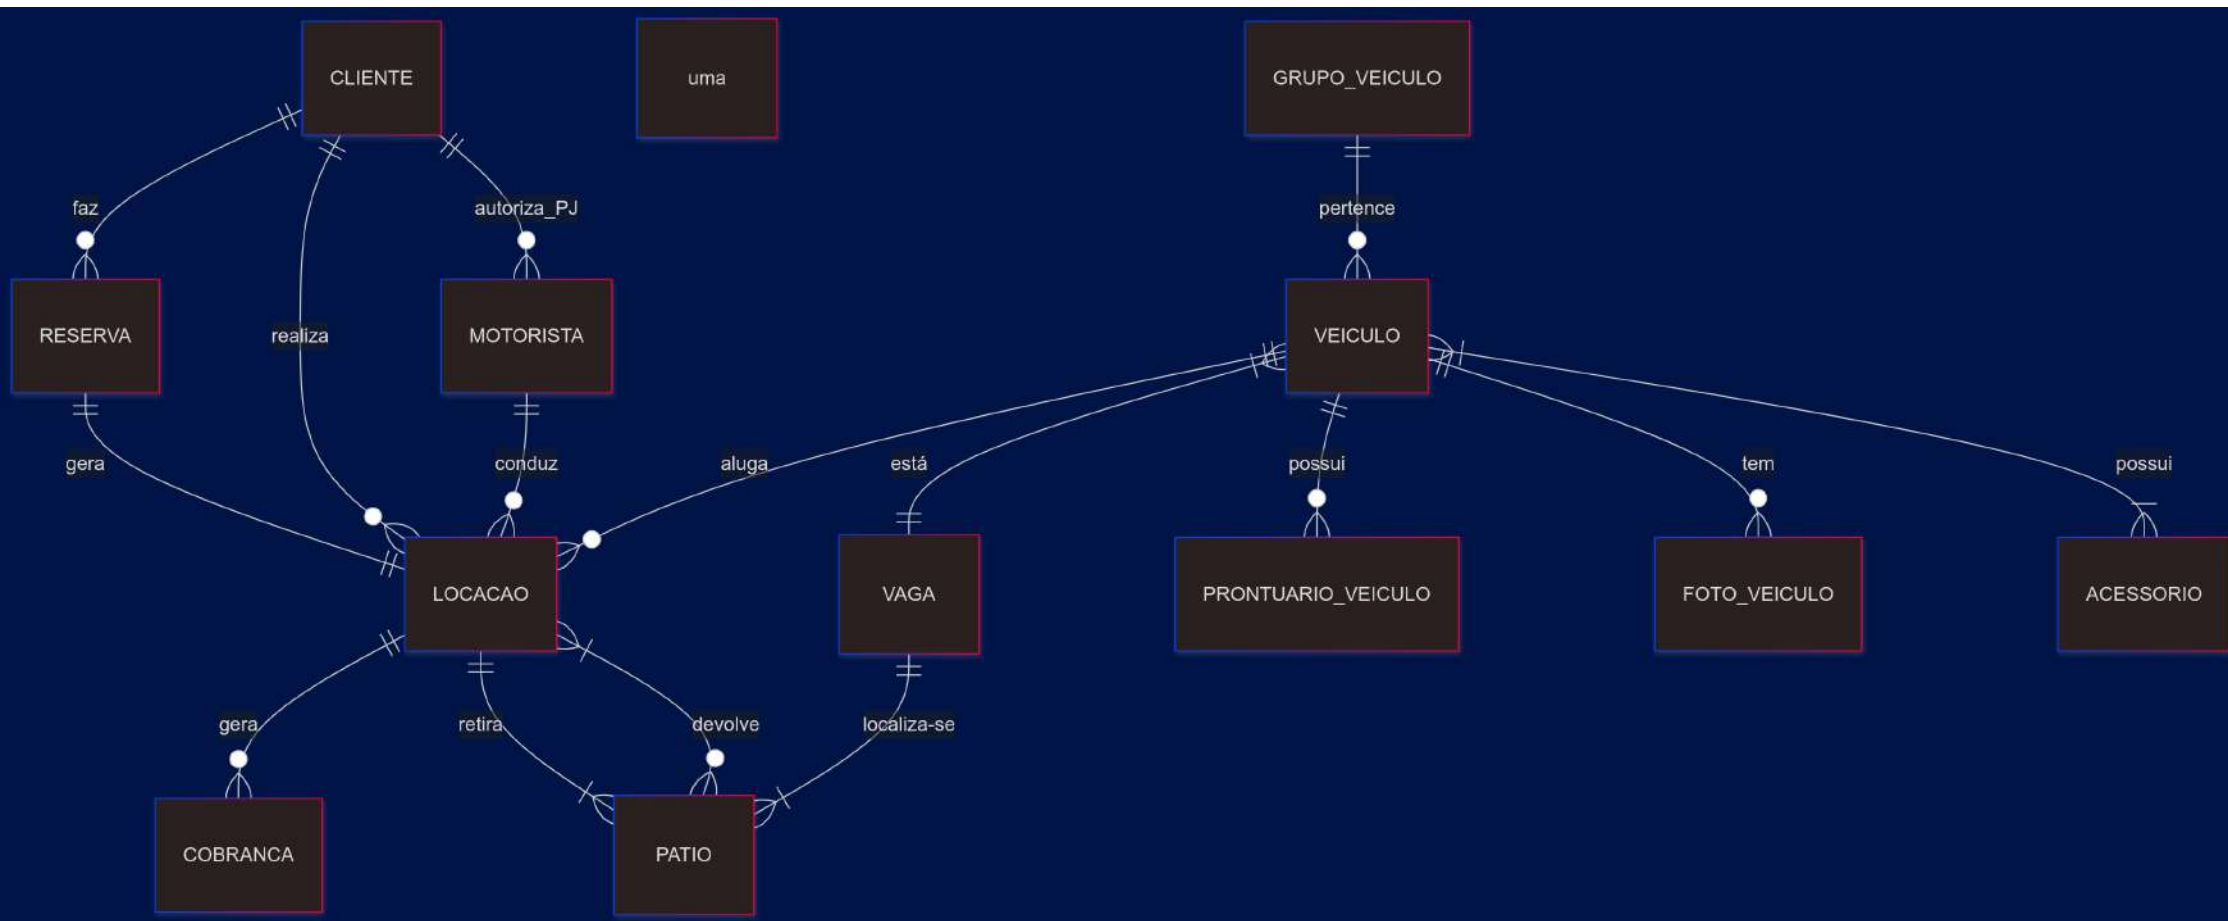 CLIENTE
uma
GRUPO_VEICULO
faz
autoriza_PJ
pertence
RESERVA
realiza
MOTORISTA
VEICULO
gera
conduz
aluga
está
possui
tem
possui
LOCACAO
VAGA
PRONTUARIO_VEICULO
FOTO_VEICULO
ACESSORIO
gera
retira
devolve
localiza-se
COBRANCA
PATIO